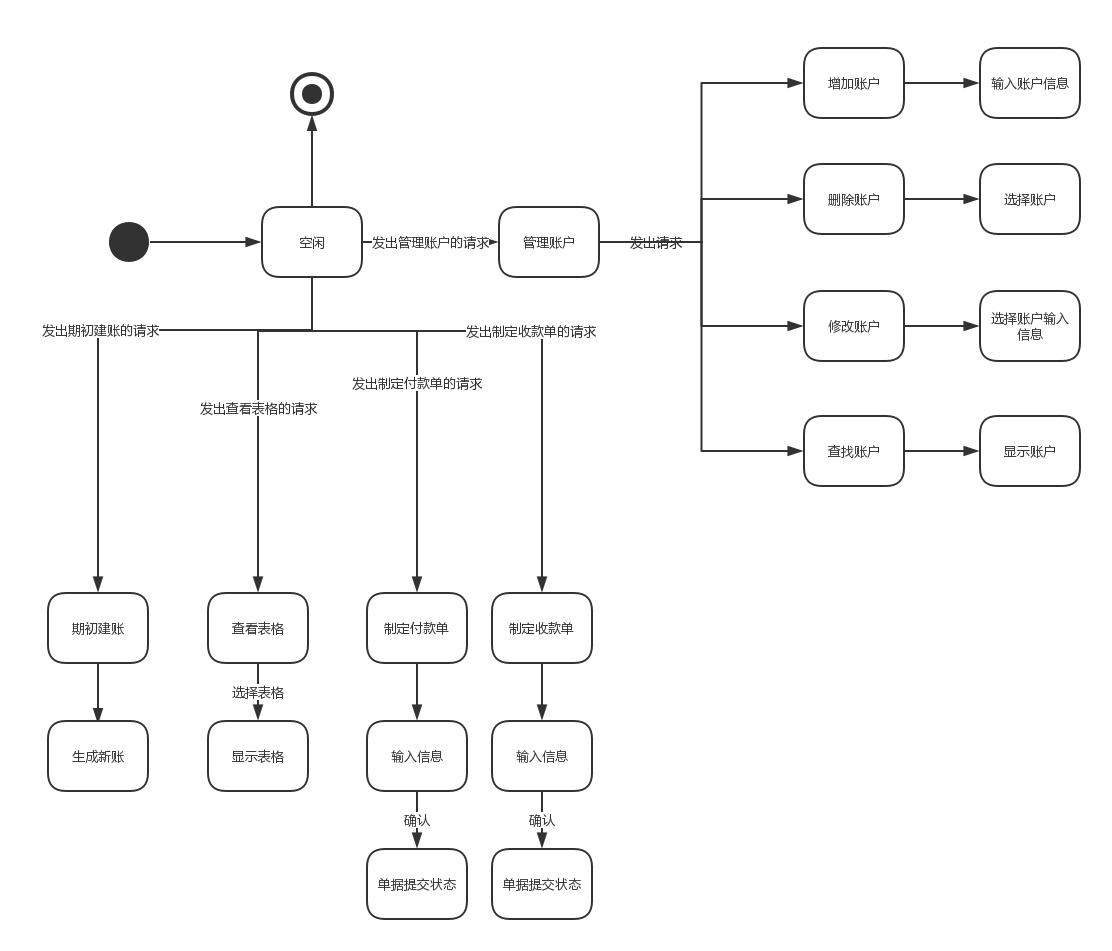 增加账户
输入账户信息
删除账户
选择账户
空闲
发出管理账户的请求
管理账户
发出请求
修改账户
选择账户输入
信息
发出期初建账的请求
发出制定收款单的请求
发出制定付款单的请求
发出查看表格的请求
查找账户
显示账户
期初建账
查看表格
制定付款单
制定收款单
选择表格
生成新账
显示表格
输入信息
输入信息
确认
确认
单据提交状态
单据提交状态